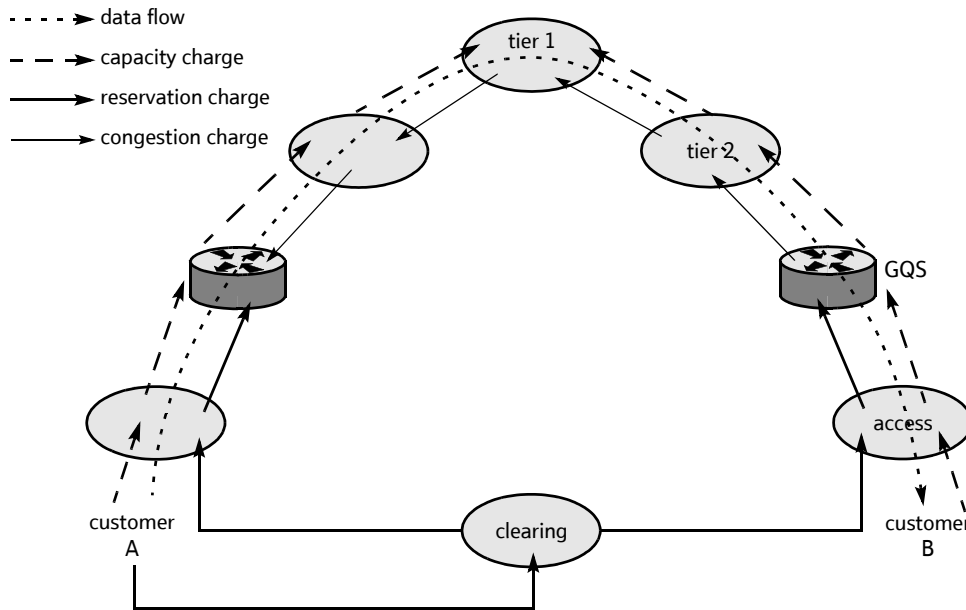 data flow
capacity charge
reservation charge
congestion charge
tier 1
tier 2
GQS
access
customer
A
clearing
customer
B